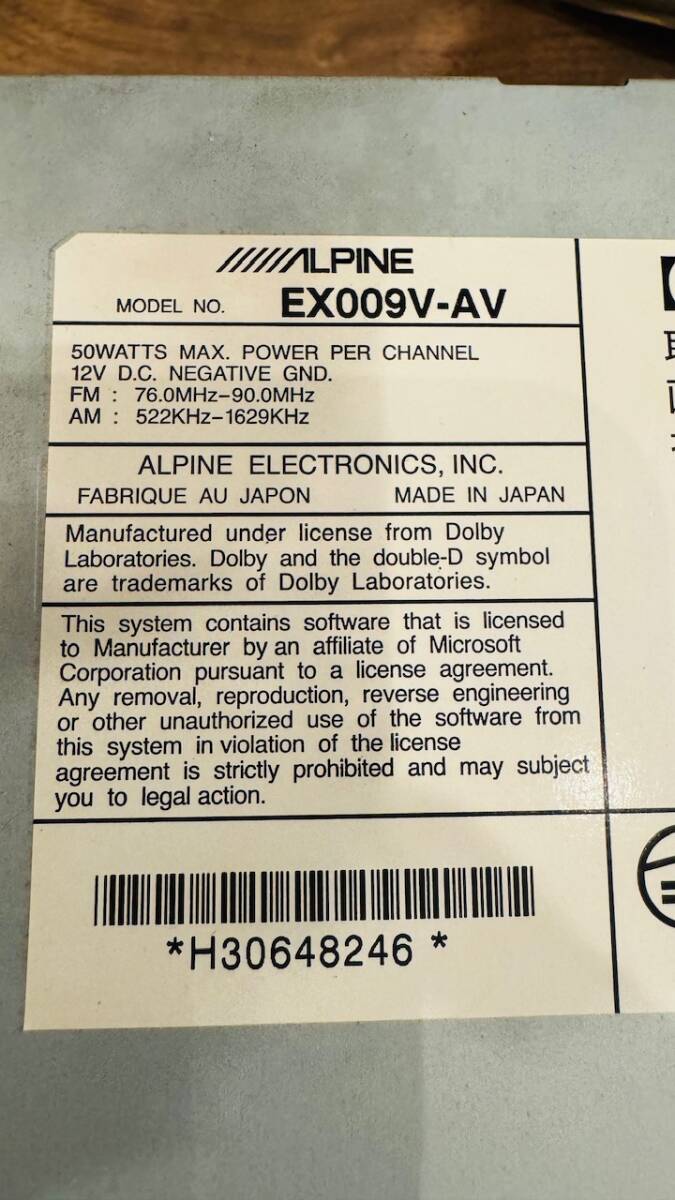 ALPINE
MODEL NO. EX009V-AV
50WATTS MAX. POWER PER CHANNEL
12V D.C. NEGATIVE GND.
FM : 76.0MHz-90.0MHz
AM : 522KHz-1629KHz
ALPINE ELECTRONICS, INC.
FABRIQUE AU JAPON MADE IN JAPAN
Manufactured under license from Dolby
Laboratories. Dolby and the double-D symbol
are trademarks of Dolby Laboratories.
This system contains software that is licensed
to Manufacturer by an affiliate of Microsoft
Corporation pursuant to a license agreement.
Any removal, reproduction, reverse engineering
or other unauthorized use of the software from
this system in violation of the license
agreement is strictly prohibited and may subject
you to legal action.
*H30648246*